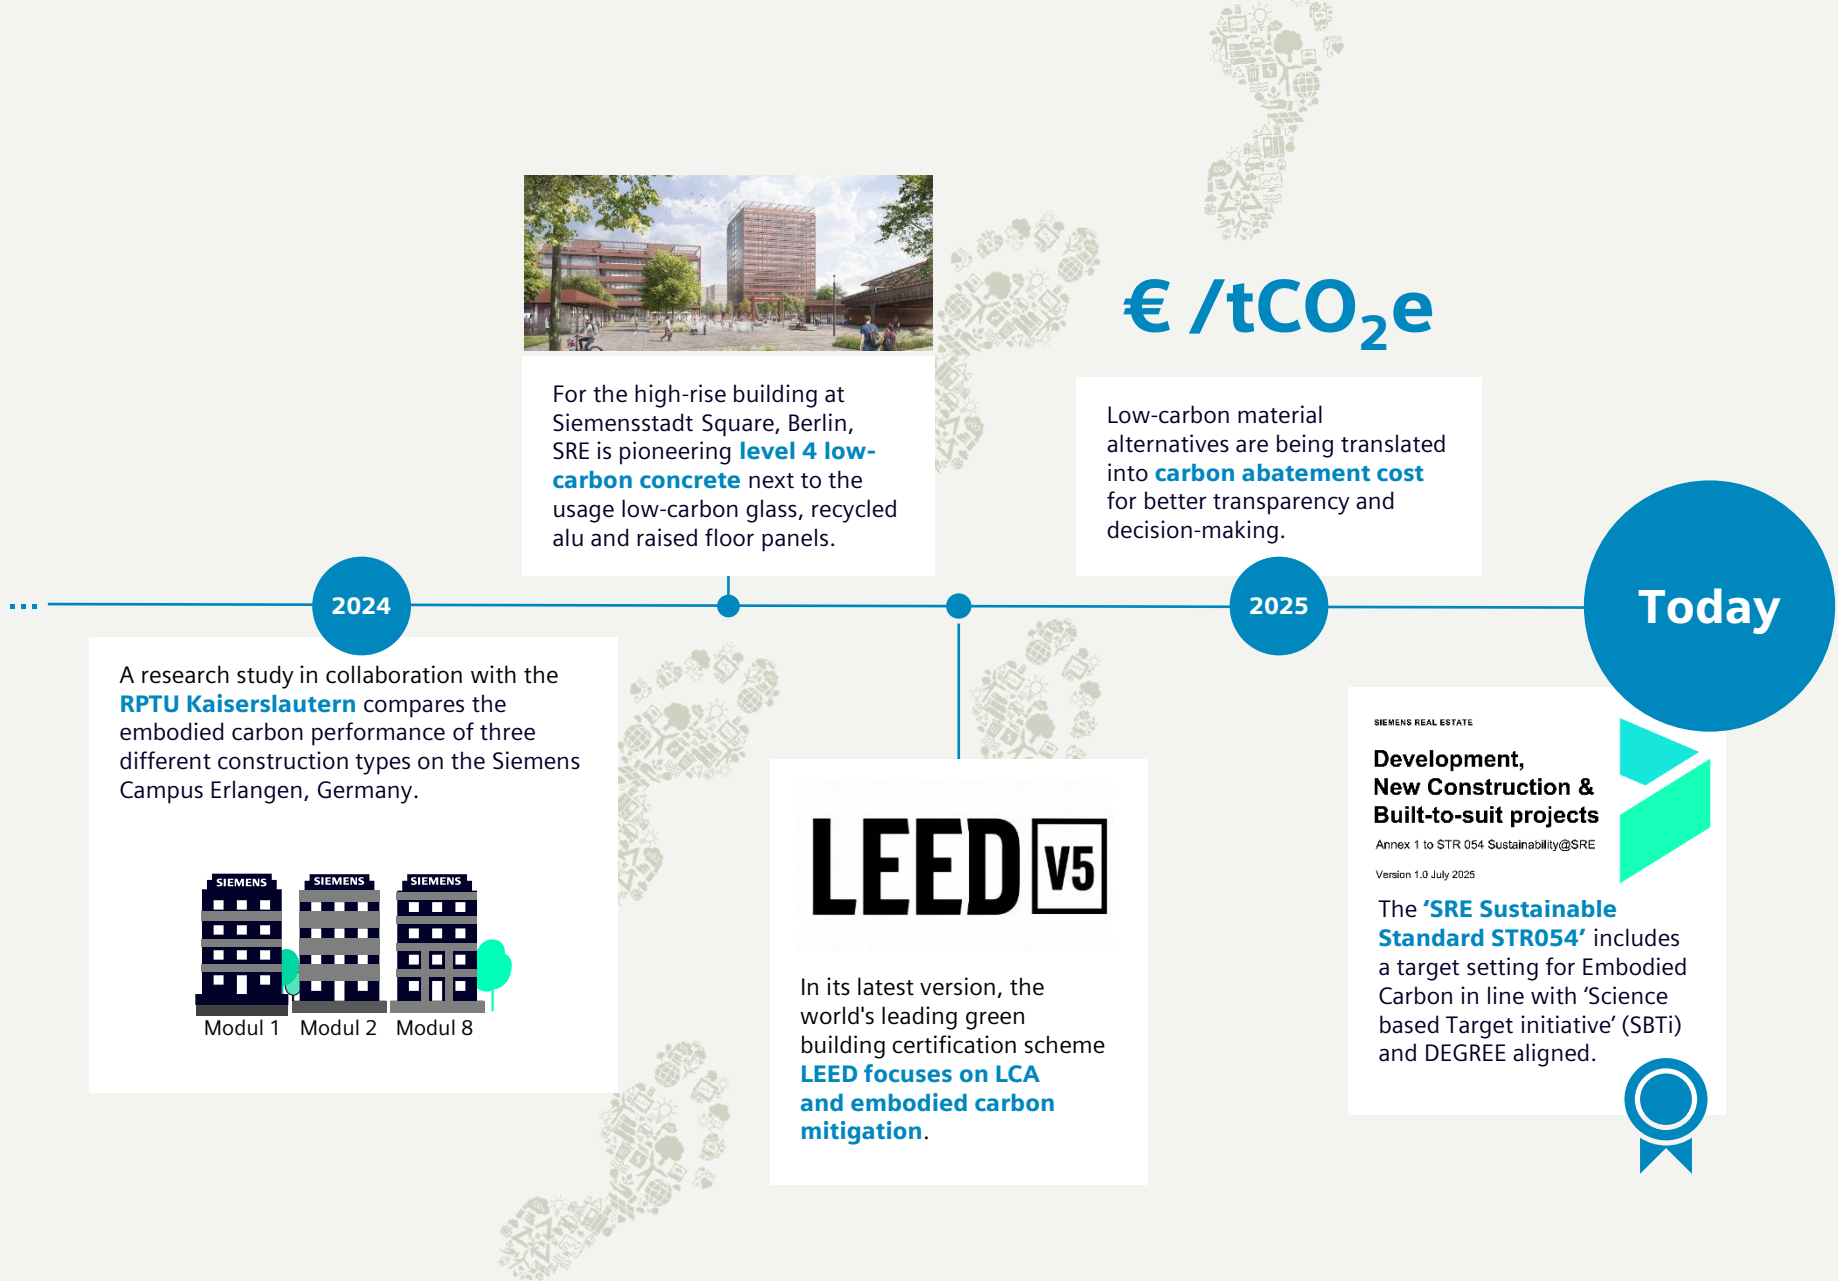 € /tCO₂e
For the high-rise building at
Siemensstadt Square, Berlin,
SRE is pioneering level 4 low-
carbon concrete next to the
usage low-carbon glass, recycled
alu and raised floor panels.
Low-carbon material
alternatives are being translated
into carbon abatement cost
for better transparency and
decision-making.
...
2024
2025
Today
A research study in collaboration with the
RPTU Kaiserslautern compares the
embodied carbon performance of three
different construction types on the Siemens
Campus Erlangen, Germany.
SIEMENS
SIEMENS
SIEMENS
Modul 1
Modul 2
Modul 8
LEED V5
In its latest version, the
world's leading green
building certification scheme
LEED focuses on LCA
and embodied carbon
mitigation.
SIEMENS REAL ESTATE
Development,
New Construction &
Built-to-suit projects
Annex 1 to STR 054 Sustainability@SRE
Version 1.0 July 2025
The ‘SRE Sustainable
Standard STR054’ includes
a target setting for Embodied
Carbon in line with ‘Science
based Target initiative’ (SBTi)
and DEGREE aligned.